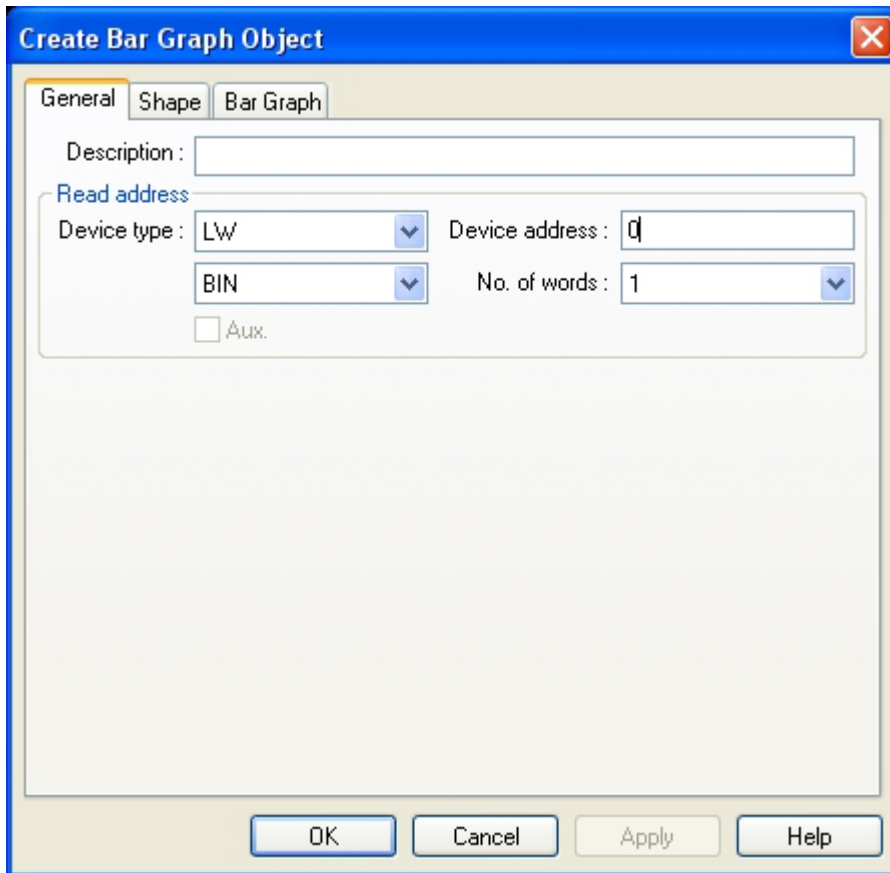 Create Bar Graph Object
General Shape Bar Graph
Description :
Read address
Device type : LW Device address : 0
BIN No. of words : 1
Aux.
OK Cancel Apply Help